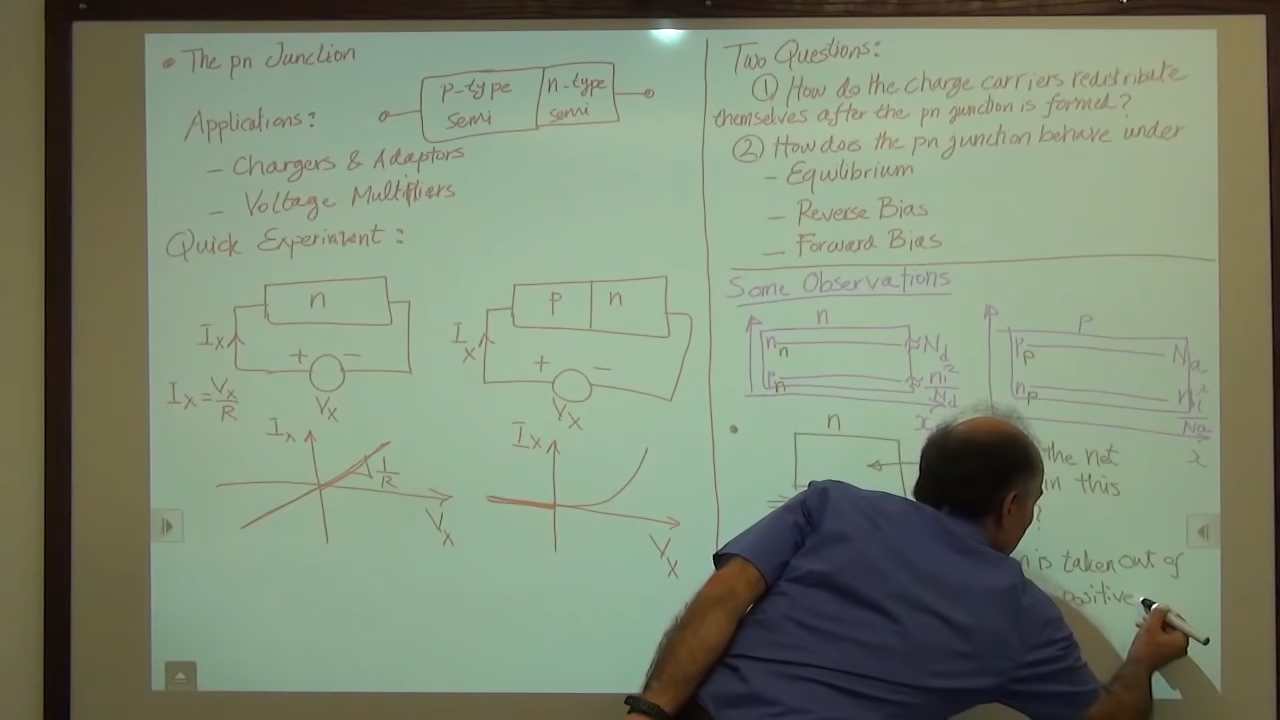 • The pn Junction
p-type
semi
n-type
semi
Applications?
– Chargers & Adaptors
– Voltage Multipliers
Quick Experiment:
n
Ix
+ –
Vx
Ix = Vx/R
Ix
1/R
Vx
p n
Ix
+ –
Vx
Ix
Vx
Two Questions:
① How do the charge carriers redistribute
themselves after the pn junction is formed?
② How does the pn junction behave under
– Equilibrium
– Reverse Bias
– Forward Bias
Some Observations
n
nn
Nd
pn
ni²/Nd
x
p
pp
Na
np
ni²/Na
x
•
n
the net
in this
?
is taken out of
positive